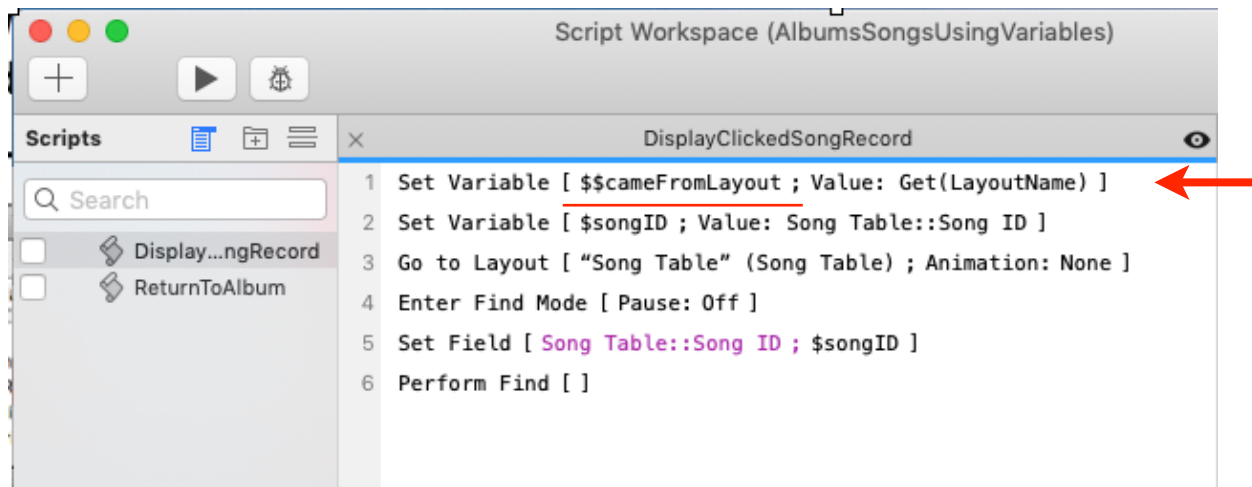 Script Workspace (AlbumsSongsUsingVariables)
Scripts
DisplayClickedSongRecord
Search
Display...ngRecord
ReturnToAlbum
1 Set Variable [ $$cameFromLayout ; Value: Get(LayoutName) ]
2 Set Variable [ $songID ; Value: Song Table::Song ID ]
3 Go to Layout [ “Song Table” (Song Table) ; Animation: None ]
4 Enter Find Mode [ Pause: Off ]
5 Set Field [ Song Table::Song ID ; $songID ]
6 Perform Find [ ]